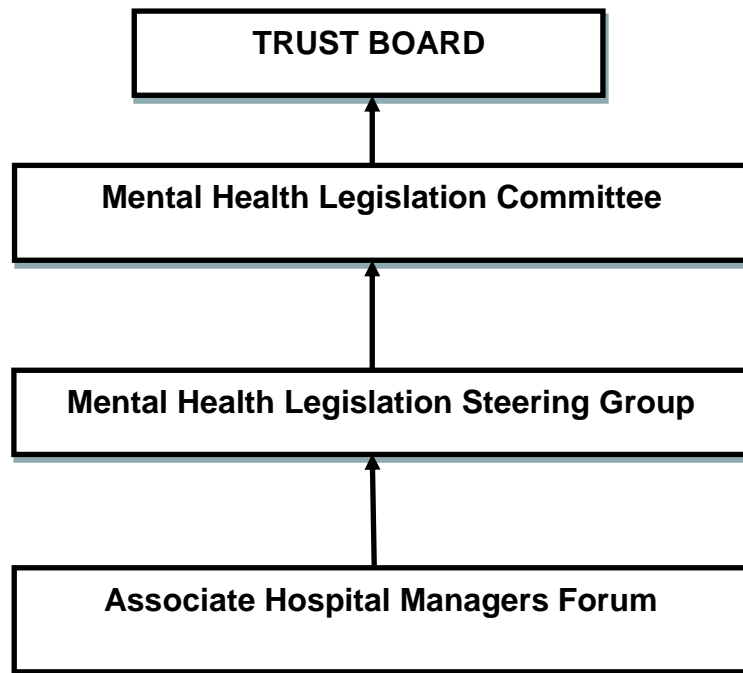 TRUST BOARD
Mental Health Legislation Committee
Mental Health Legislation Steering Group
Associate Hospital Managers Forum